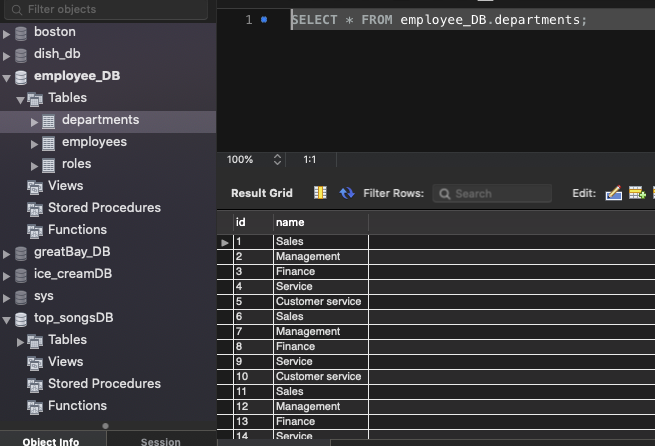 Filter objects
boston
dish_db
employee_DB
Tables
departments
employees
roles
Views
Stored Procedures
Functions
greatBay_DB
ice_creamDB
sys
top_songsDB
Tables
Views
Stored Procedures
Functions
Object Info Session
1 SELECT * FROM employee_DB.departments;
100% 1:1
Result Grid Filter Rows: Search Edit:
id name
1 Sales
2 Management
3 Finance
4 Service
5 Customer service
6 Sales
7 Management
8 Finance
9 Service
10 Customer service
11 Sales
12 Management
13 Finance
14 Service